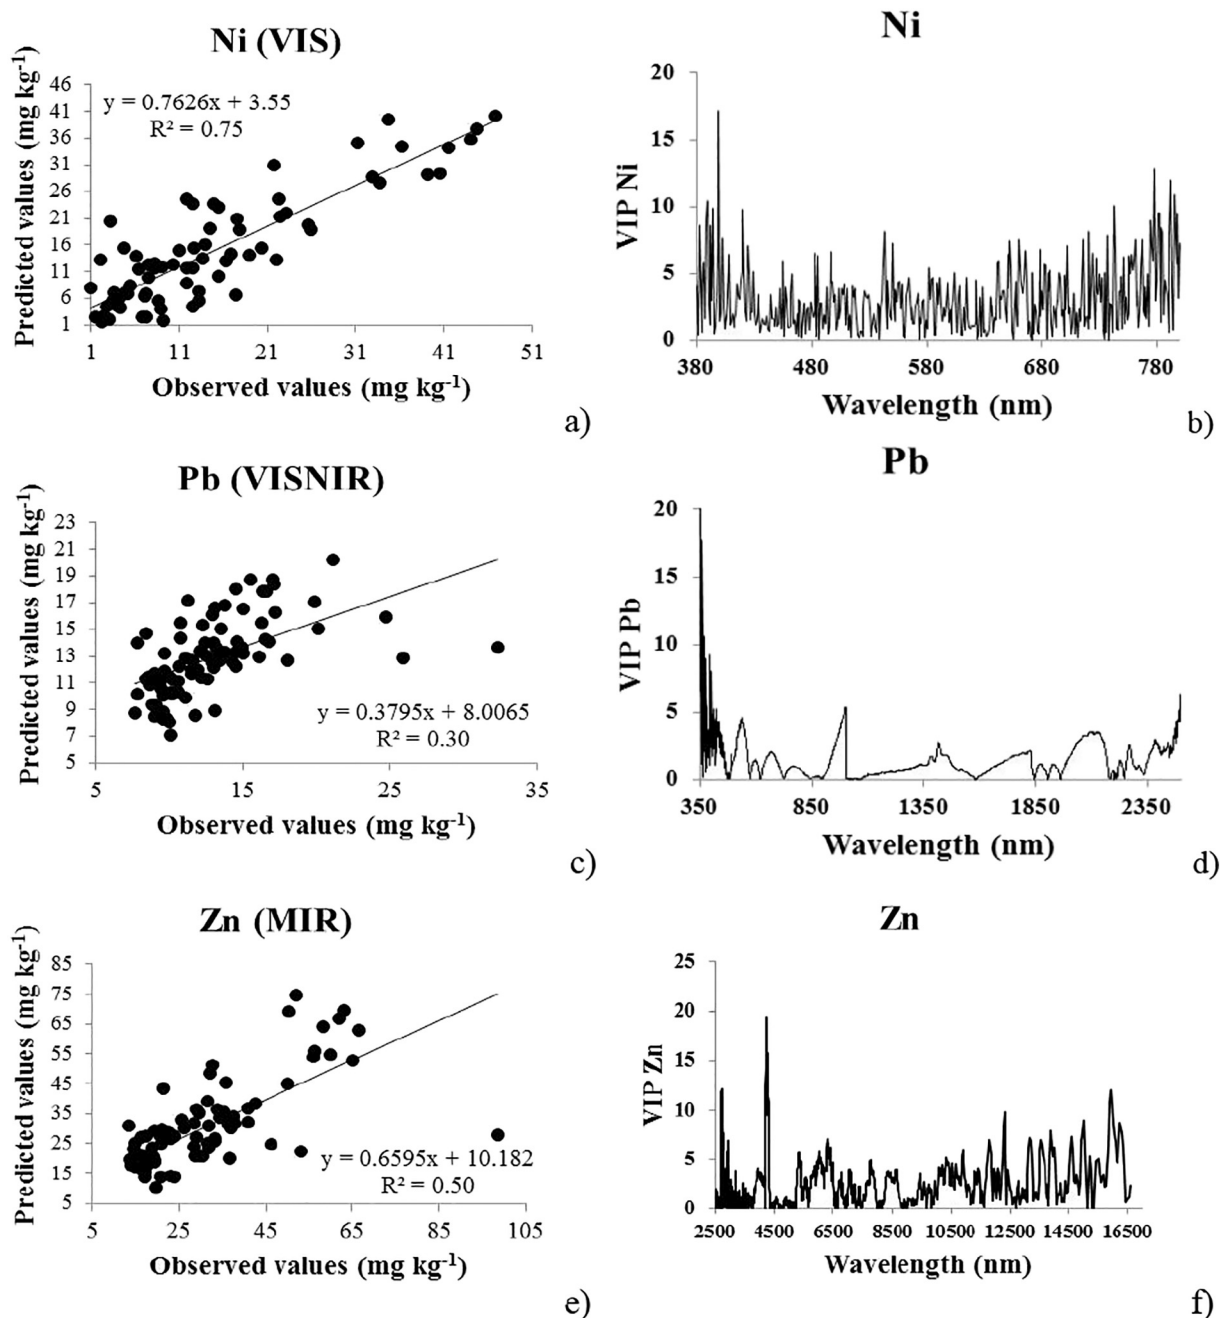 Ni (VIS)
Predicted values (mg kg-1)
46
41
36
31
26
21
16
11
6
1
y = 0.7626x + 3.55
R² = 0.75
1 11 21 31 41 51
Observed values (mg kg-1)
a)
Ni
VIP Ni
20
15
10
5
0
380 480 580 680 780
Wavelength (nm)
b)
Pb (VISNIR)
Predicted values (mg kg-1)
23
21
19
17
15
13
11
9
7
5
y = 0.3795x + 8.0065
R² = 0.30
5 15 25 35
Observed values (mg kg-1)
c)
Pb
VIP Pb
20
15
10
5
0
350 850 1350 1850 2350
Wavelength (nm)
d)
Zn (MIR)
Predicted values (mg kg-1)
85
75
65
55
45
35
25
15
5
y = 0.6595x + 10.182
R² = 0.50
5 25 45 65 85 105
Observed values (mg kg-1)
e)
Zn
VIP Zn
25
20
15
10
5
0
2500 4500 6500 8500 10500 12500 14500 16500
Wavelength (nm)
f)